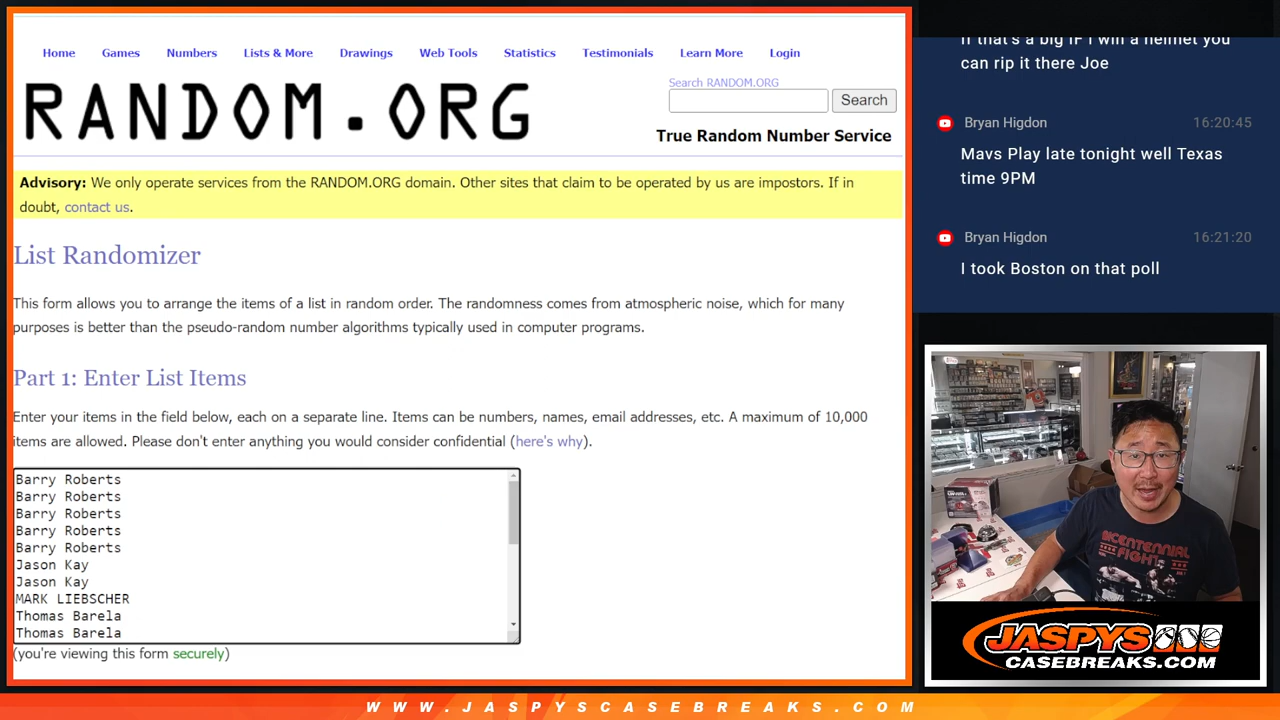 Home Games Numbers Lists & More Drawings Web Tools Statistics Testimonials Learn More Login
RANDOM.ORG
Search RANDOM.ORG
Search
True Random Number Service
Advisory: We only operate services from the RANDOM.ORG domain. Other sites that claim to be operated by us are impostors. If in
doubt, contact us.
List Randomizer
This form allows you to arrange the items of a list in random order. The randomness comes from atmospheric noise, which for many
purposes is better than the pseudo-random number algorithms typically used in computer programs.
Part 1: Enter List Items
Enter your items in the field below, each on a separate line. Items can be numbers, names, email addresses, etc. A maximum of 10,000
items are allowed. Please don't enter anything you would consider confidential (here's why).
Barry Roberts
Barry Roberts
Barry Roberts
Barry Roberts
Barry Roberts
Jason Kay
Jason Kay
MARK LIEBSCHER
Thomas Barela
Thomas Barela
(you're viewing this form securely)
If that's a big IF I win a helmet you
can rip it there Joe
Bryan Higdon 16:20:45
Mavs Play late tonight well Texas
time 9PM
Bryan Higdon 16:21:20
I took Boston on that poll
BICENTENNIAL
FIGHT
JASPYS
CASEBREAKS.COM
WWW.JASPYSCASEBREAKS.COM